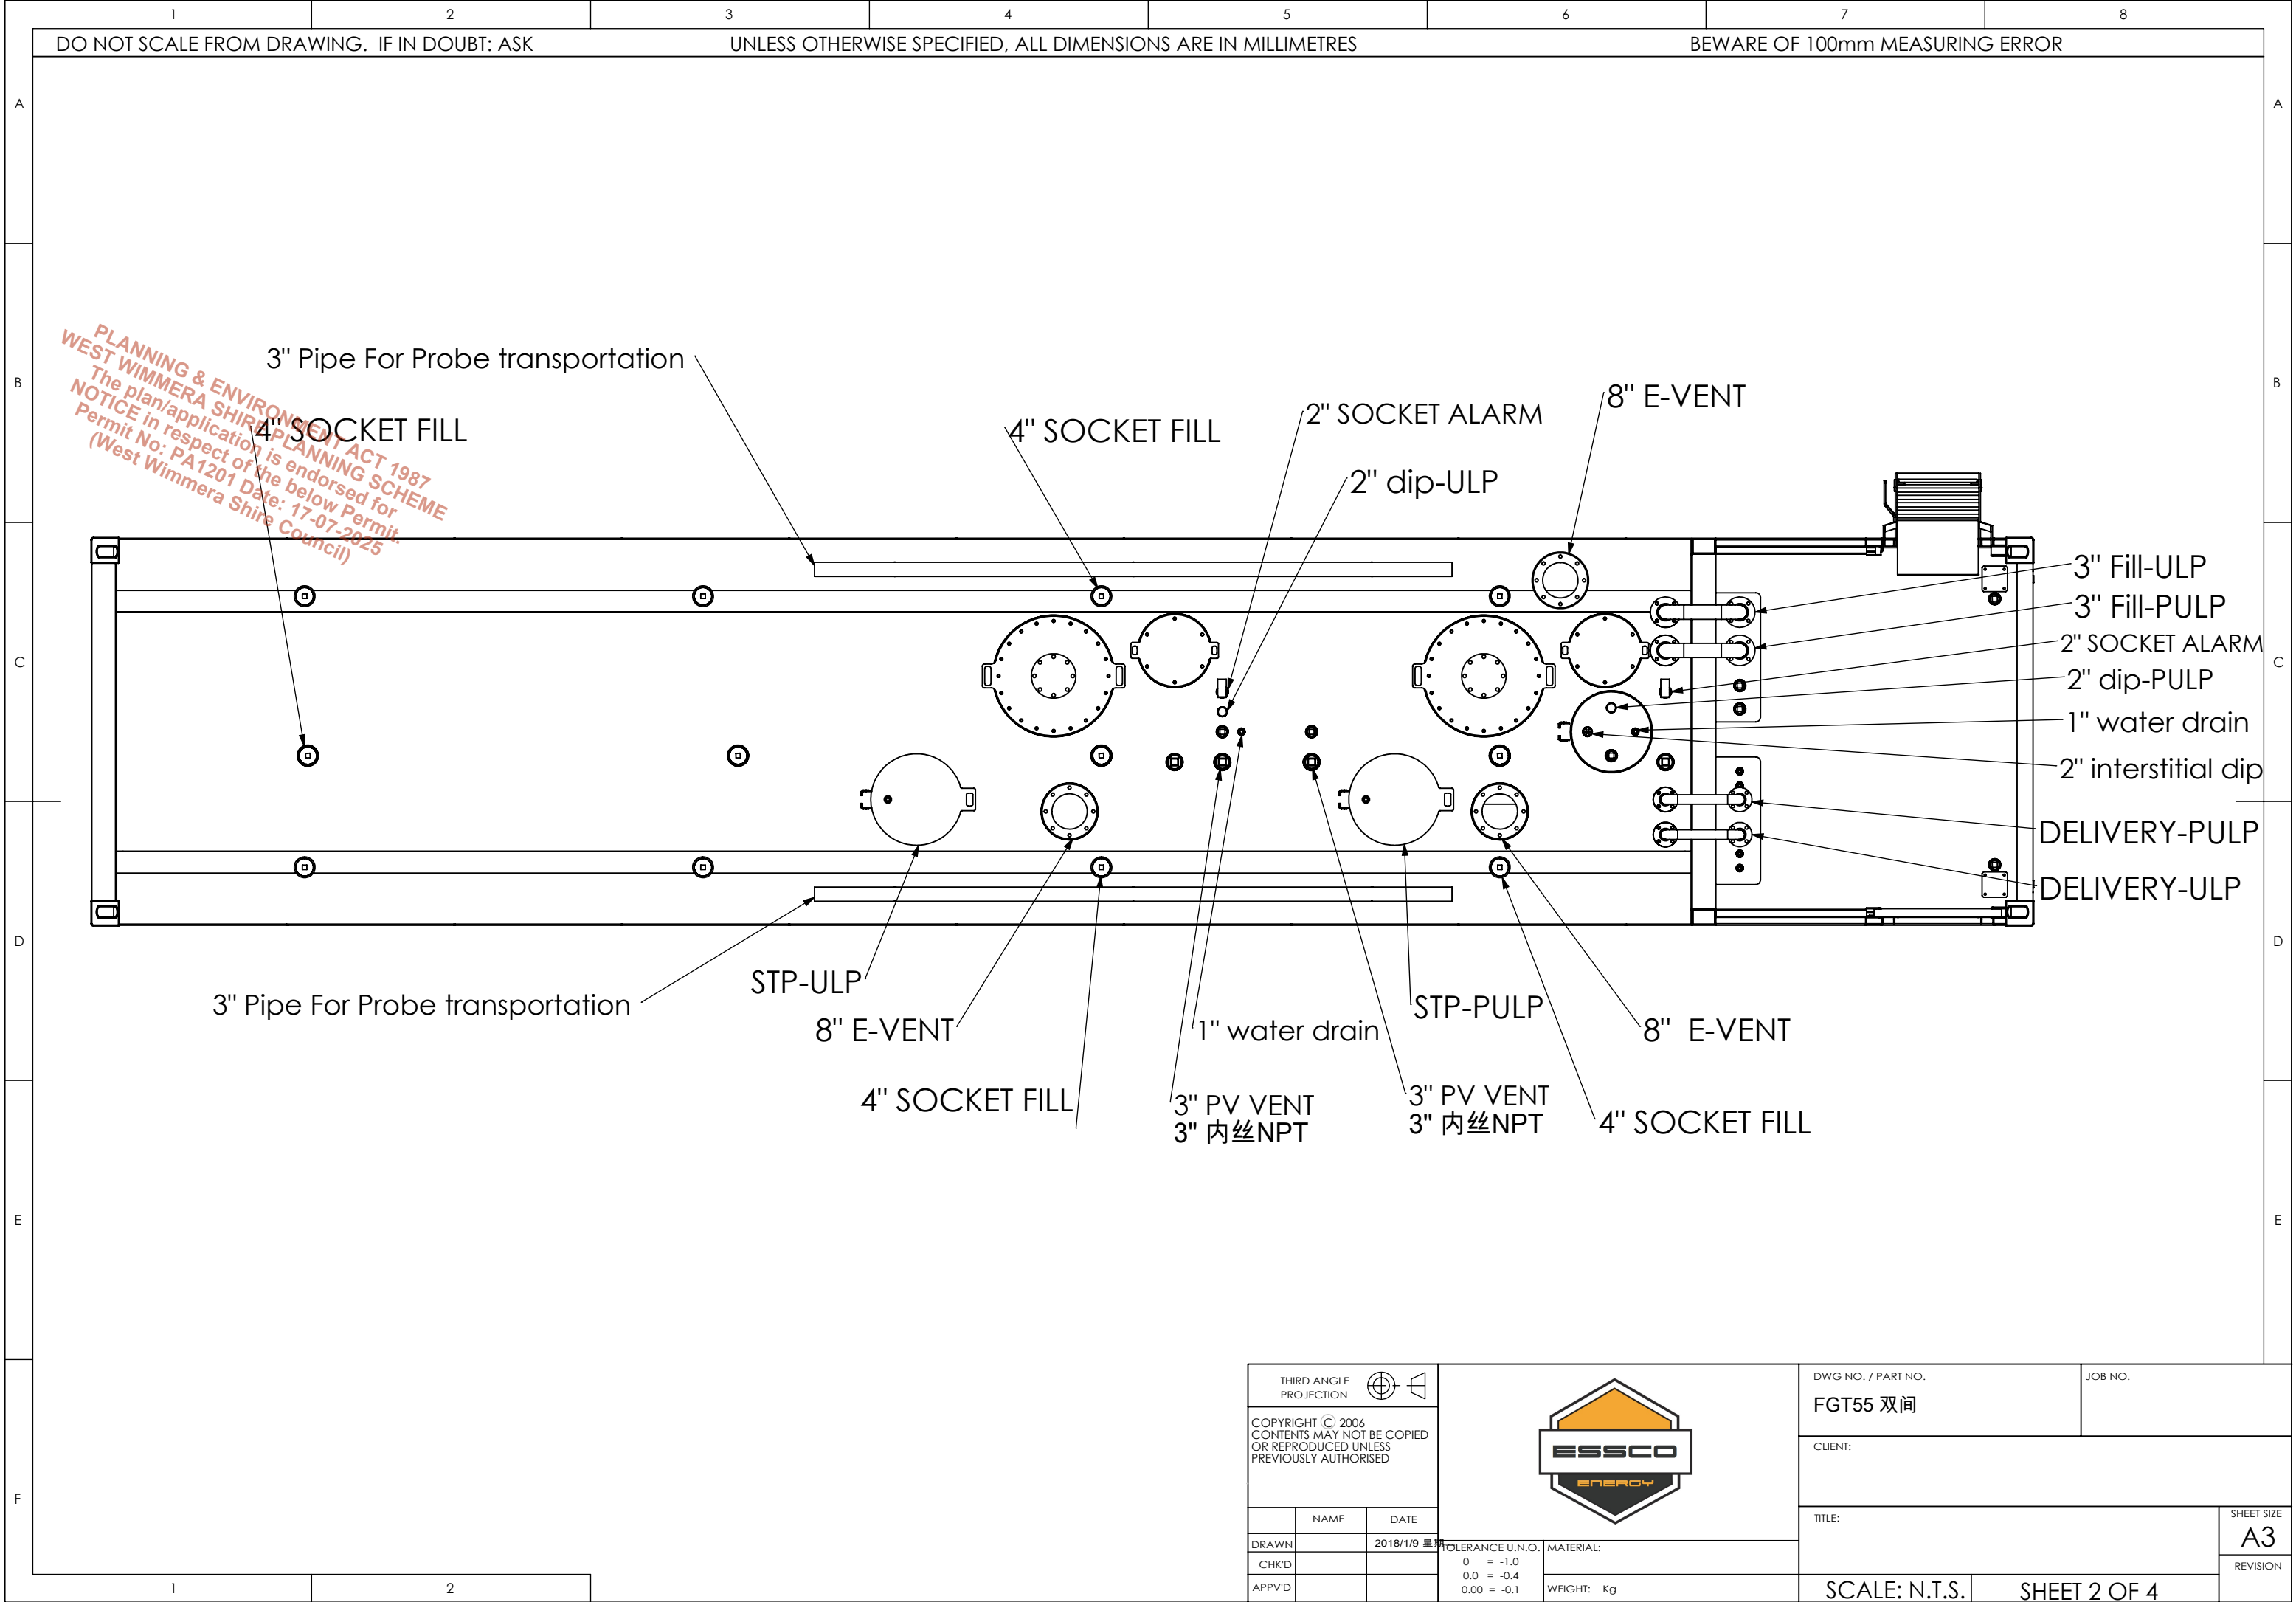 1 2 3 4 5 6 7 8
DO NOT SCALE FROM DRAWING. IF IN DOUBT: ASK
UNLESS OTHERWISE SPECIFIED, ALL DIMENSIONS ARE IN MILLIMETRES
BEWARE OF 100mm MEASURING ERROR
A
A
PLANNING & ENVIRONMENT ACT 1987
WEST WIMMERA SHIRE PLANNING SCHEME
The plan/application is endorsed for
NOTICE in respect of the below Permit.
Permit No: PA1201 Date: 17-07-2025
(West Wimmera Shire Council)
B
B
3" Pipe For Probe transportation
4" SOCKET FILL
4" SOCKET FILL
2" SOCKET ALARM
2" dip-ULP
8" E-VENT
3" Fill-ULP
3" Fill-PULP
2" SOCKET ALARM
C
C
2" dip-PULP
1" water drain
2" interstitial dip
DELIVERY-PULP
DELIVERY-ULP
D
D
3" Pipe For Probe transportation
STP-ULP
8" E-VENT
4" SOCKET FILL
1" water drain
3" PV VENT
3" 内丝NPT
STP-PULP
3" PV VENT
3" 内丝NPT
8" E-VENT
4" SOCKET FILL
E
E
F
1 2
THIRD ANGLE
PROJECTION
COPYRIGHT © 2006
CONTENTS MAY NOT BE COPIED
OR REPRODUCED UNLESS
PREVIOUSLY AUTHORISED
NAME DATE
DRAWN 2018/1/9 星期
CHK'D
APPV'D
ESSCO
ENERGY
TOLERANCE U.N.O.
0 = -1.0
0.0 = -0.4
0.00 = -0.1
MATERIAL:
WEIGHT: Kg
DWG NO. / PART NO.
FGT55 双间
JOB NO.
CLIENT:
TITLE:
SHEET SIZE
A3
REVISION
SCALE: N.T.S.
SHEET 2 OF 4